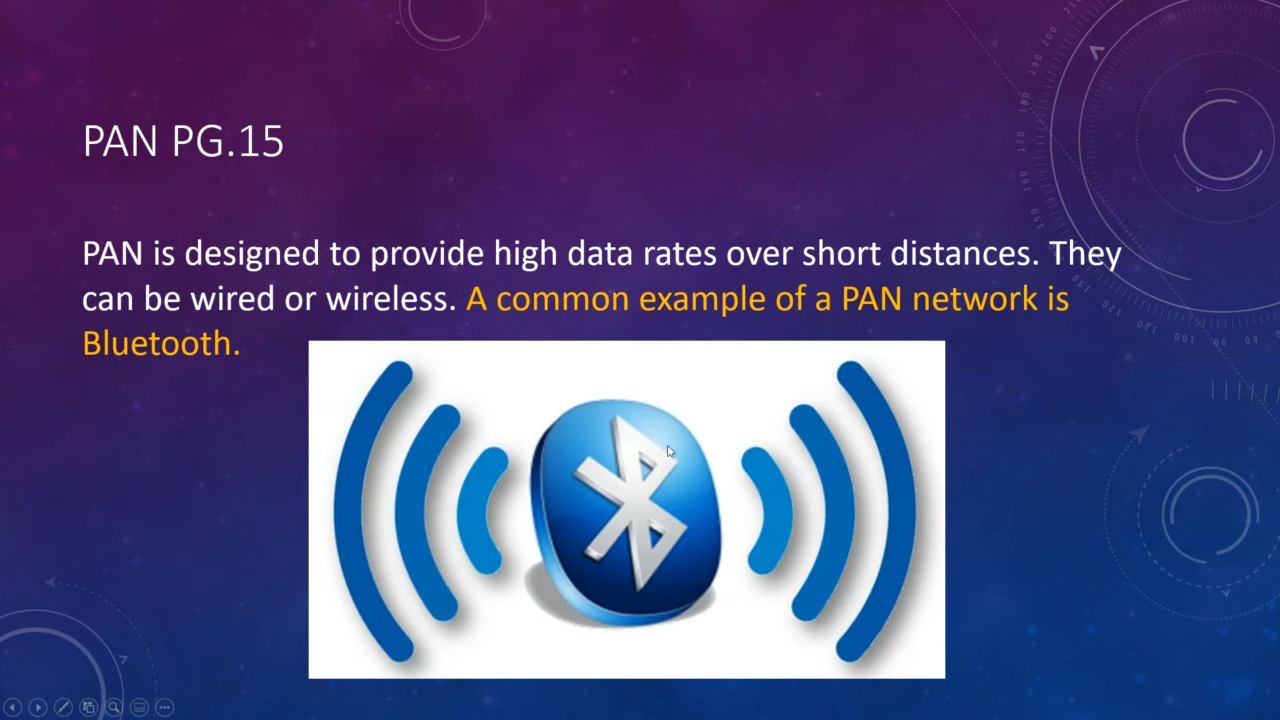 PAN PG.15
PAN is designed to provide high data rates over short distances. They
can be wired or wireless. A common example of a PAN network is
Bluetooth.